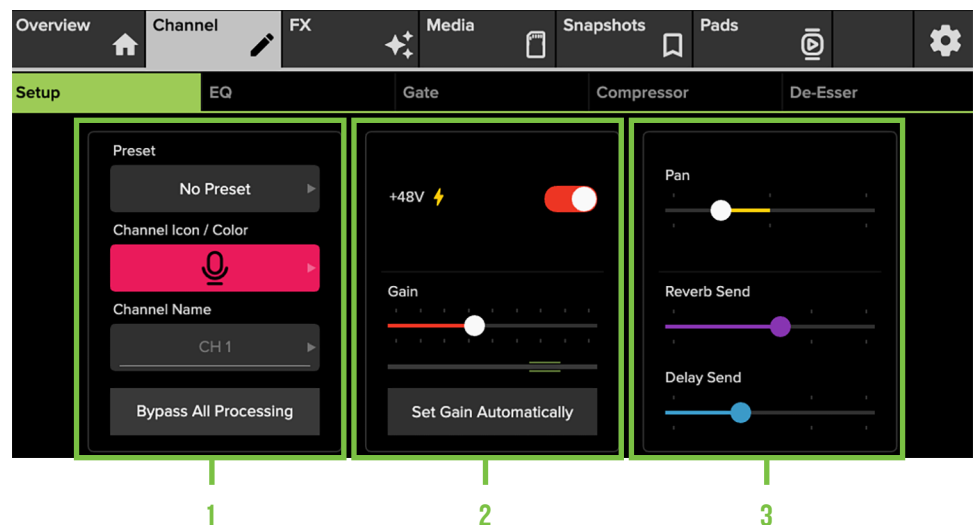 Overview
Channel
FX
Media
Snapshots
Pads
Setup
EQ
Gate
Compressor
De-Esser
Preset
No Preset
Channel Icon / Color
Channel Name
CH 1
Bypass All Processing
+48V
Gain
Set Gain Automatically
Pan
Reverb Send
Delay Send
1
2
3